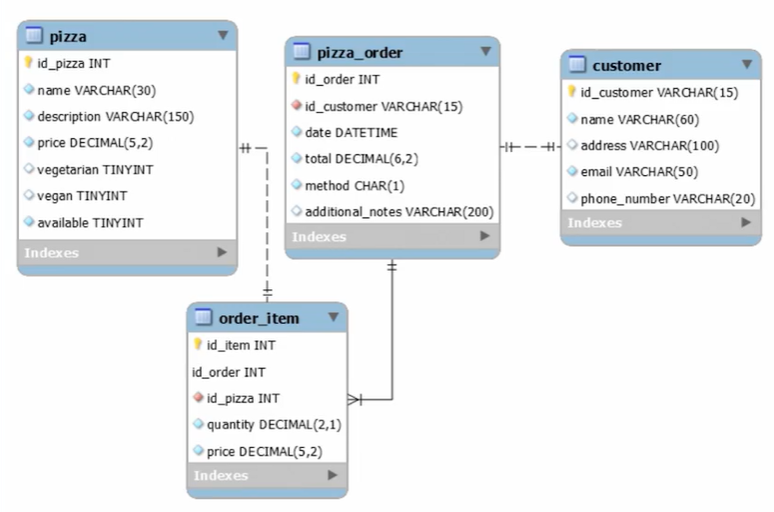 pizza
id_pizza INT
name VARCHAR(30)
description VARCHAR(150)
price DECIMAL(5,2)
vegetarian TINYINT
vegan TINYINT
available TINYINT
Indexes
pizza_order
id_order INT
id_customer VARCHAR(15)
date DATETIME
total DECIMAL(6,2)
method CHAR(1)
additional_notes VARCHAR(200)
Indexes
customer
id_customer VARCHAR(15)
name VARCHAR(60)
address VARCHAR(100)
email VARCHAR(50)
phone_number VARCHAR(20)
Indexes
order_item
id_item INT
id_order INT
id_pizza INT
quantity DECIMAL(2,1)
price DECIMAL(5,2)
Indexes